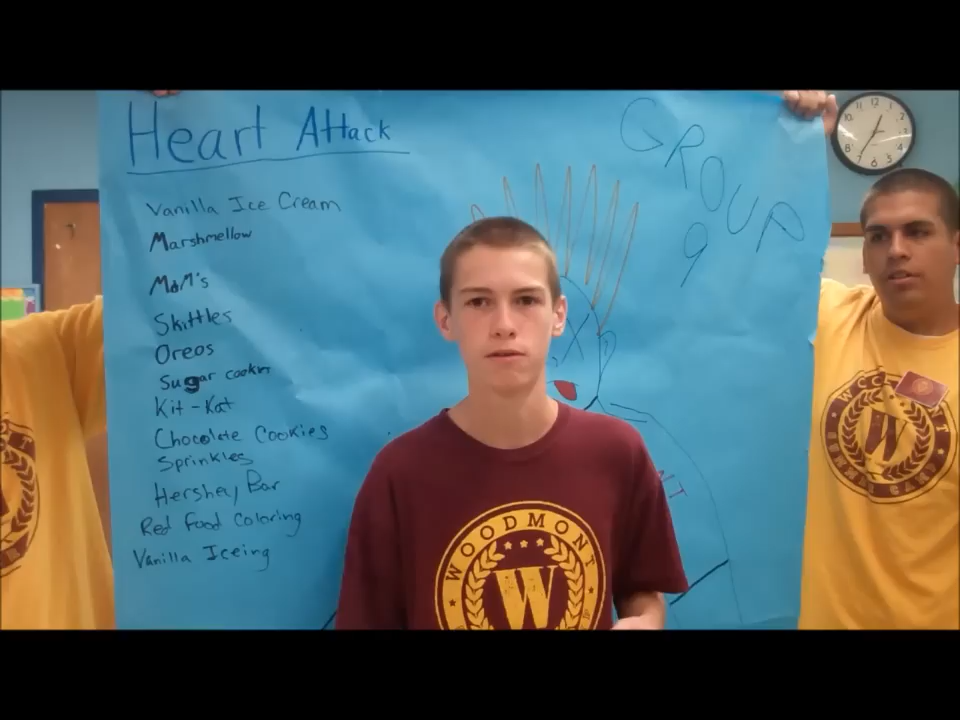 Heart Attack
GROUP
9
Vanilla Ice Cream
Marshmellow
M&M's
Skittles
Oreos
Sugar cookies
Kit-Kat
Chocolate Cookies
Sprinkles
Hershey Bar
Red Food Coloring
Vanilla Iceing
WOODMONT
W
W